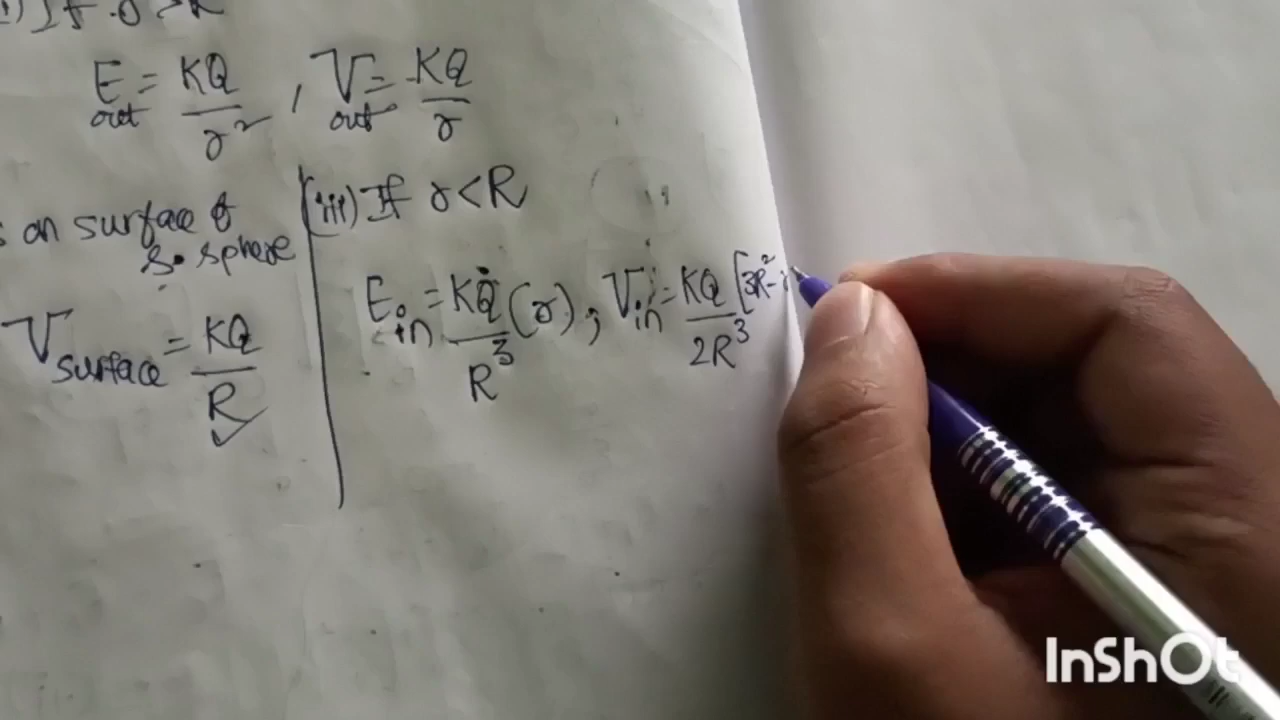 If r > R
E out = KQ / r² , V out = KQ / r
on surface of
s. sphere
V surface = KQ / R
(iii) If r < R
E in = KQ / R³ (r) ; V in = KQ / 2R³ [3R² -
InShOt